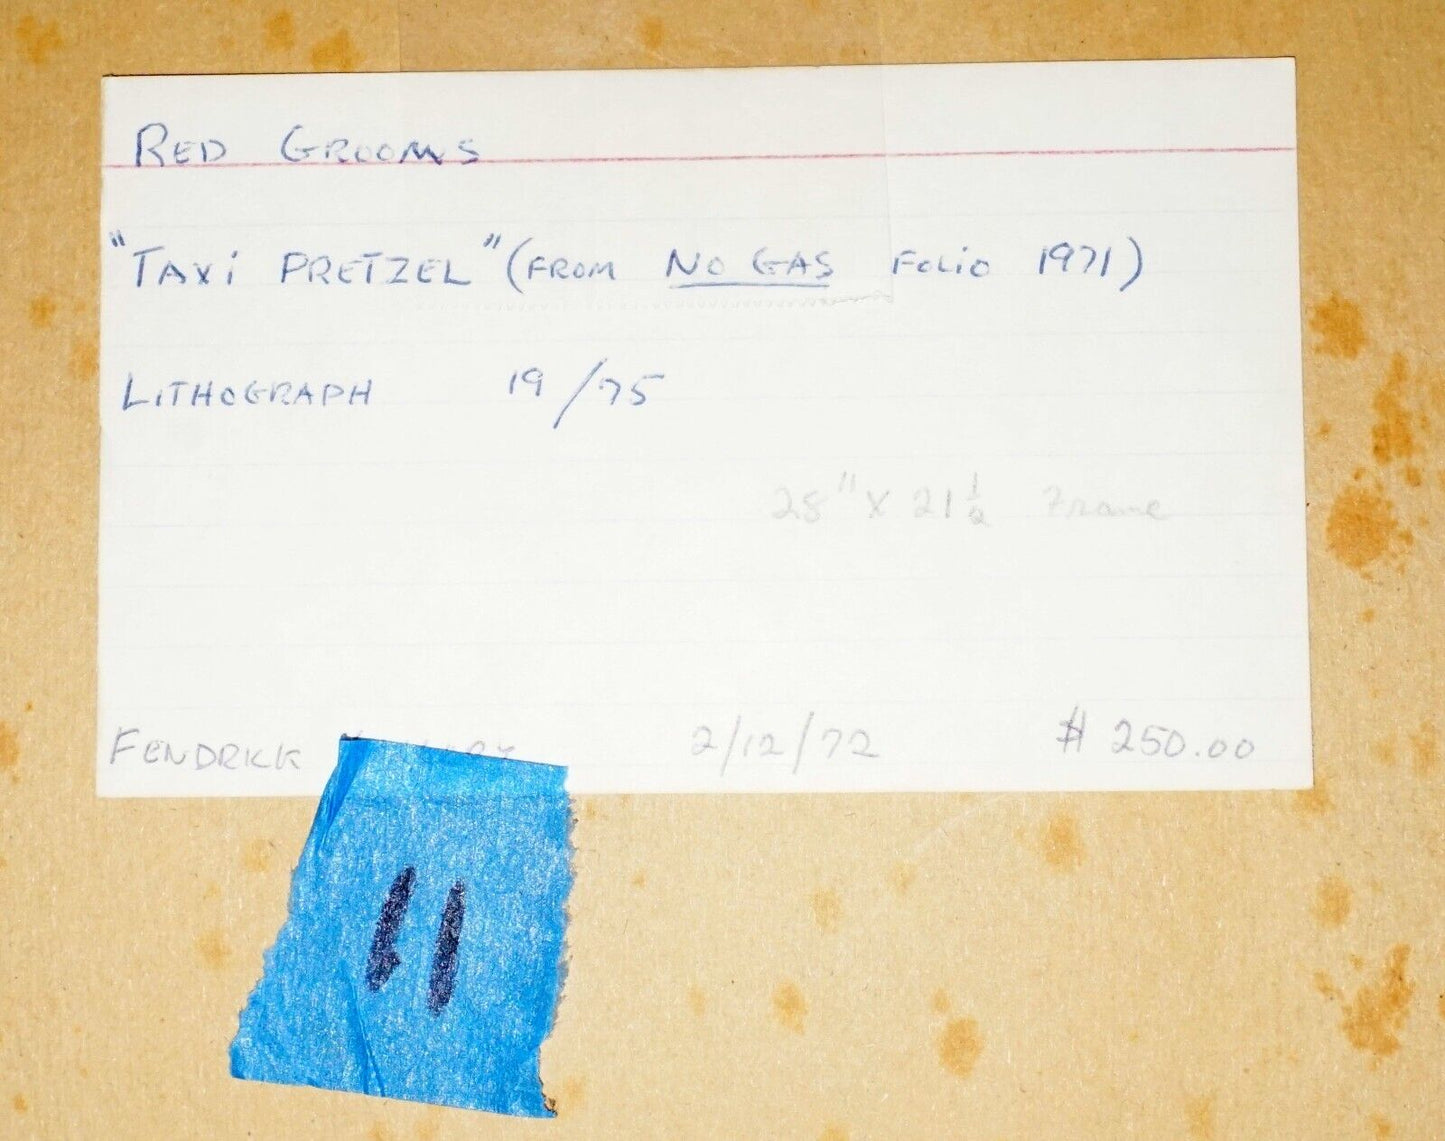 RED GROOMS
"TAXi PRETZEL" (FROM NO GAS FOLiO 1971)
LiTHOGRAPH 19/75
28" x 21 1/2 Frame
FENDRICK 2/12/72 $ 250.00
11